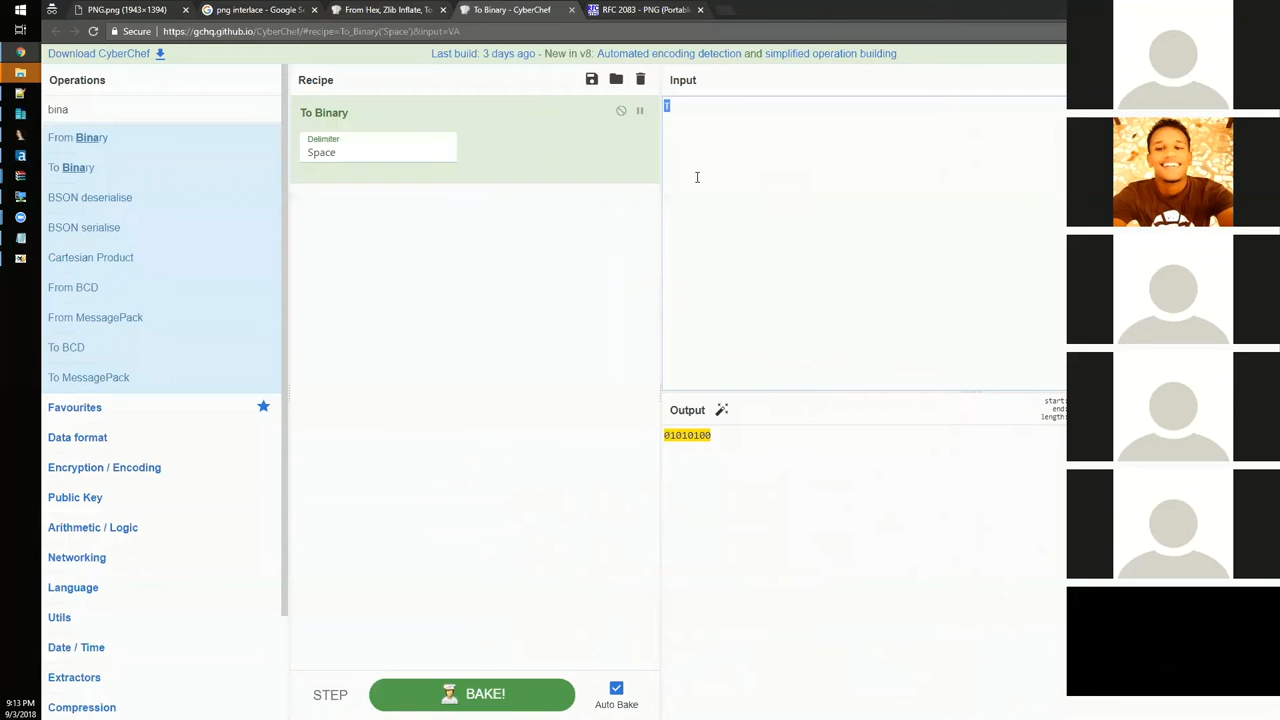 PNG.png (1943×1394)
png interlace - Google S
From Hex, Zlib Inflate, To
To Binary - CyberChef
RFC 2083 - PNG (Portab
Secure
https://gchq.github.io/CyberChef/#recipe=To_Binary('Space')&input=VA
Download CyberChef
Last build: 3 days ago - New in v8: Automated encoding detection and simplified operation building
Operations
Recipe
Input
bina
To Binary
T
From Binary
Delimiter
Space
To Binary
BSON deserialise
BSON serialise
Cartesian Product
From BCD
From MessagePack
To BCD
To MessagePack
Favourites
Output
start:
end:
length:
Data format
01010100
Encryption / Encoding
Public Key
Arithmetic / Logic
Networking
Language
Utils
Date / Time
Extractors
Compression
STEP
BAKE!
Auto Bake
9:13 PM
9/3/2018